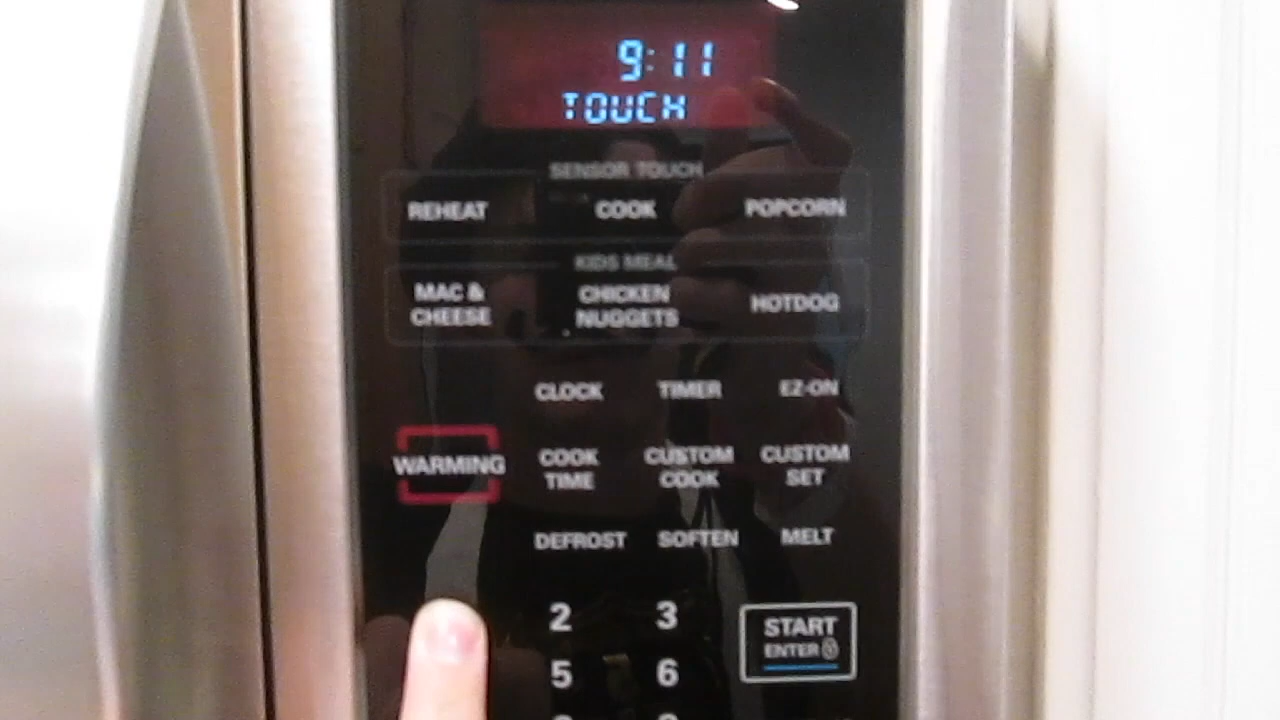 9:11
TOUCH
SENSOR TOUCH
REHEAT COOK POPCORN
KIDS MEAL
MAC & CHICKEN HOTDOG
CHEESE NUGGETS
CLOCK TIMER EZ-ON
WARMING COOK CUSTOM CUSTOM
TIME COOK SET
DEFROST SOFTEN MELT
2 3 START
ENTER
5 6